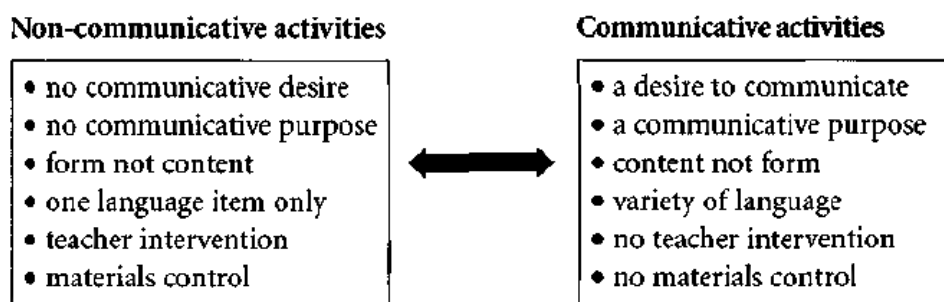 Non-communicative activities
• no communicative desire
• no communicative purpose
• form not content
• one language item only
• teacher intervention
• materials control
Communicative activities
• a desire to communicate
• a communicative purpose
• content not form
• variety of language
• no teacher intervention
• no materials control